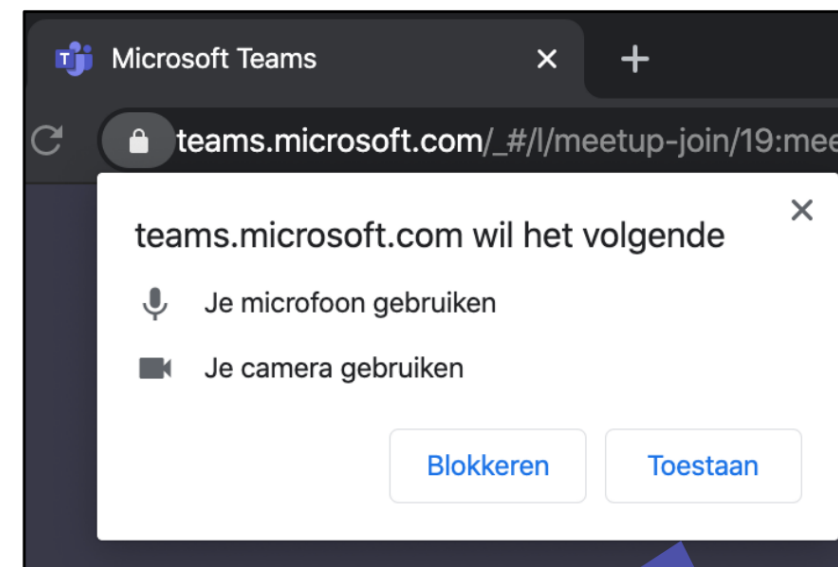 Microsoft Teams
teams.microsoft.com/_#/l/meetup-join/19:mee
teams.microsoft.com wil het volgende
Je microfoon gebruiken
Je camera gebruiken
Blokkeren Toestaan